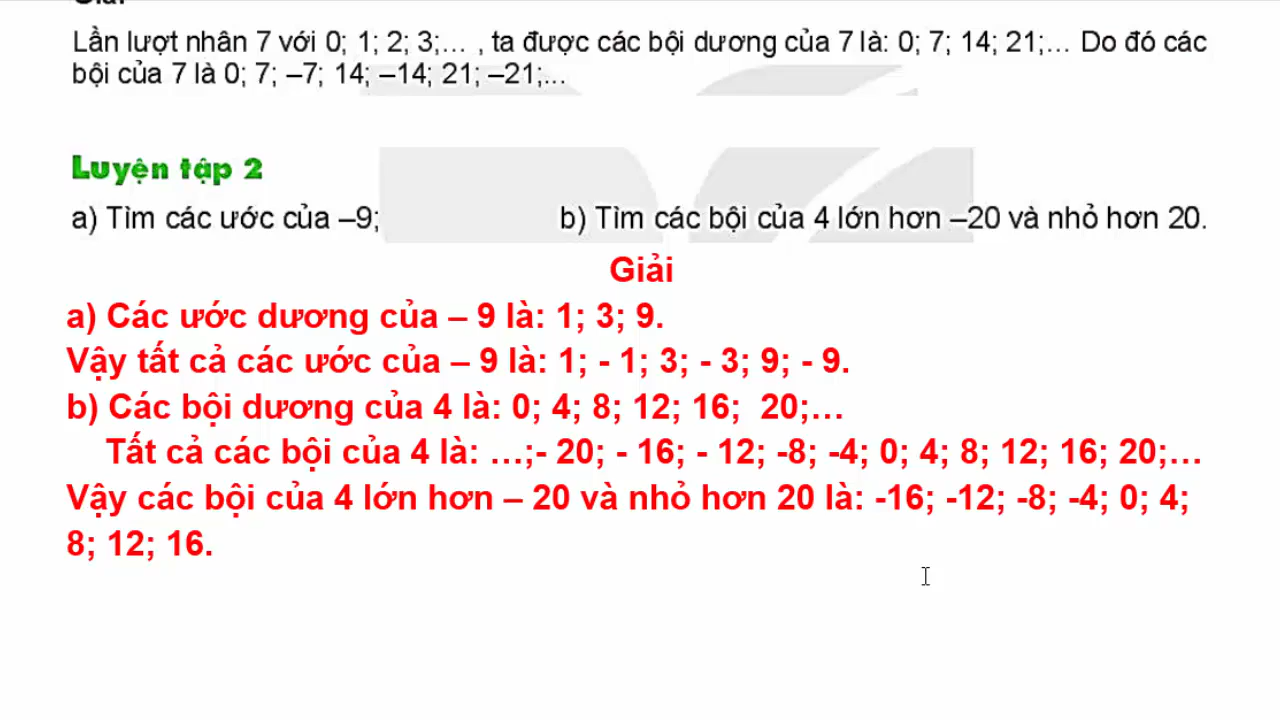 Giải
Lần lượt nhân 7 với 0; 1; 2; 3;... , ta được các bội dương của 7 là: 0; 7; 14; 21;... Do đó các
bội của 7 là 0; 7; –7; 14; –14; 21; –21;...
Luyện tập 2
a) Tìm các ước của –9; b) Tìm các bội của 4 lớn hơn –20 và nhỏ hơn 20.
Giải
a) Các ước dương của – 9 là: 1; 3; 9.
Vậy tất cả các ước của – 9 là: 1; - 1; 3; - 3; 9; - 9.
b) Các bội dương của 4 là: 0; 4; 8; 12; 16; 20;…
Tất cả các bội của 4 là: …;- 20; - 16; - 12; -8; -4; 0; 4; 8; 12; 16; 20;…
Vậy các bội của 4 lớn hơn – 20 và nhỏ hơn 20 là: -16; -12; -8; -4; 0; 4;
8; 12; 16.